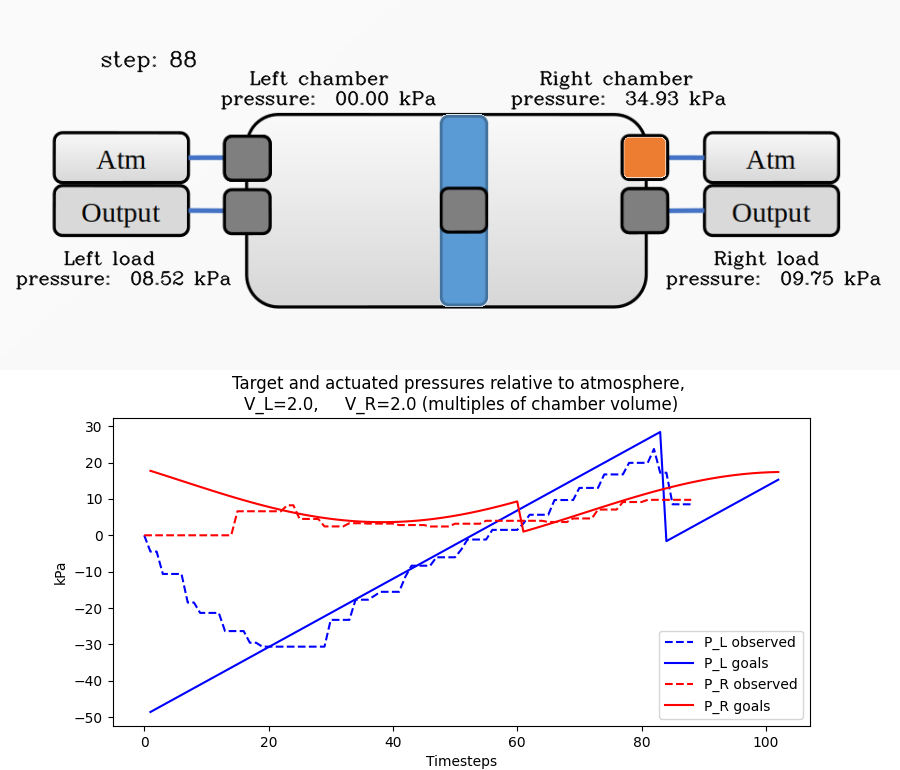 step: 88
Left chamber
pressure: 00.00 kPa
Right chamber
pressure: 34.93 kPa
Atm
Output
Atm
Output
Left load
pressure: 08.52 kPa
Right load
pressure: 09.75 kPa
Target and actuated pressures relative to atmosphere,
V_L=2.0, V_R=2.0 (multiples of chamber volume)
30
20
10
0
−10
−20
−30
−40
−50
kPa
0 20 40 60 80 100
Timesteps
P_L observed
P_L goals
P_R observed
P_R goals